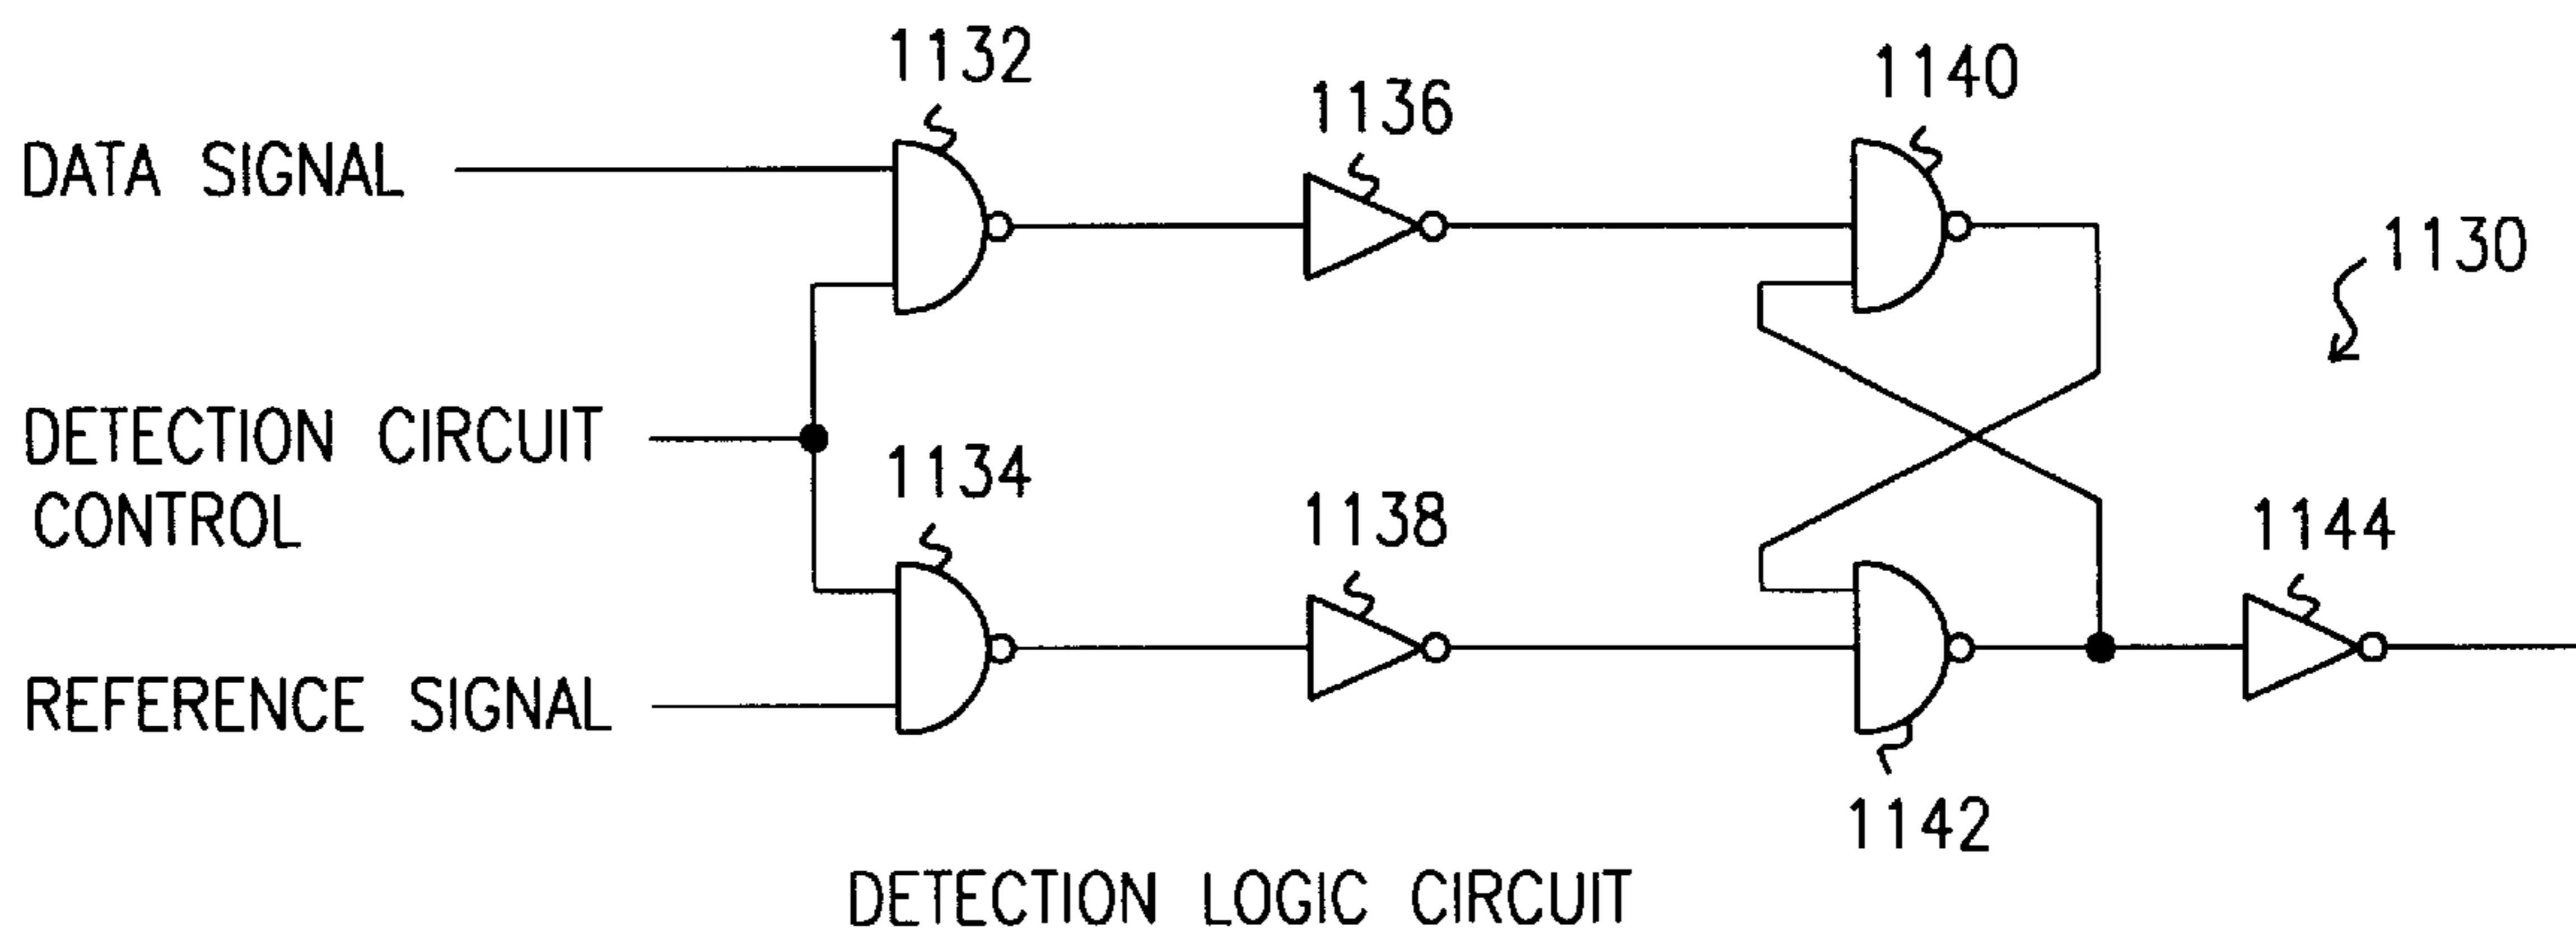 1132
1136
1140
DATA SIGNAL
1130
DETECTION CIRCUIT
CONTROL
1134
1138
1144
REFERENCE SIGNAL
1142
DETECTION LOGIC CIRCUIT